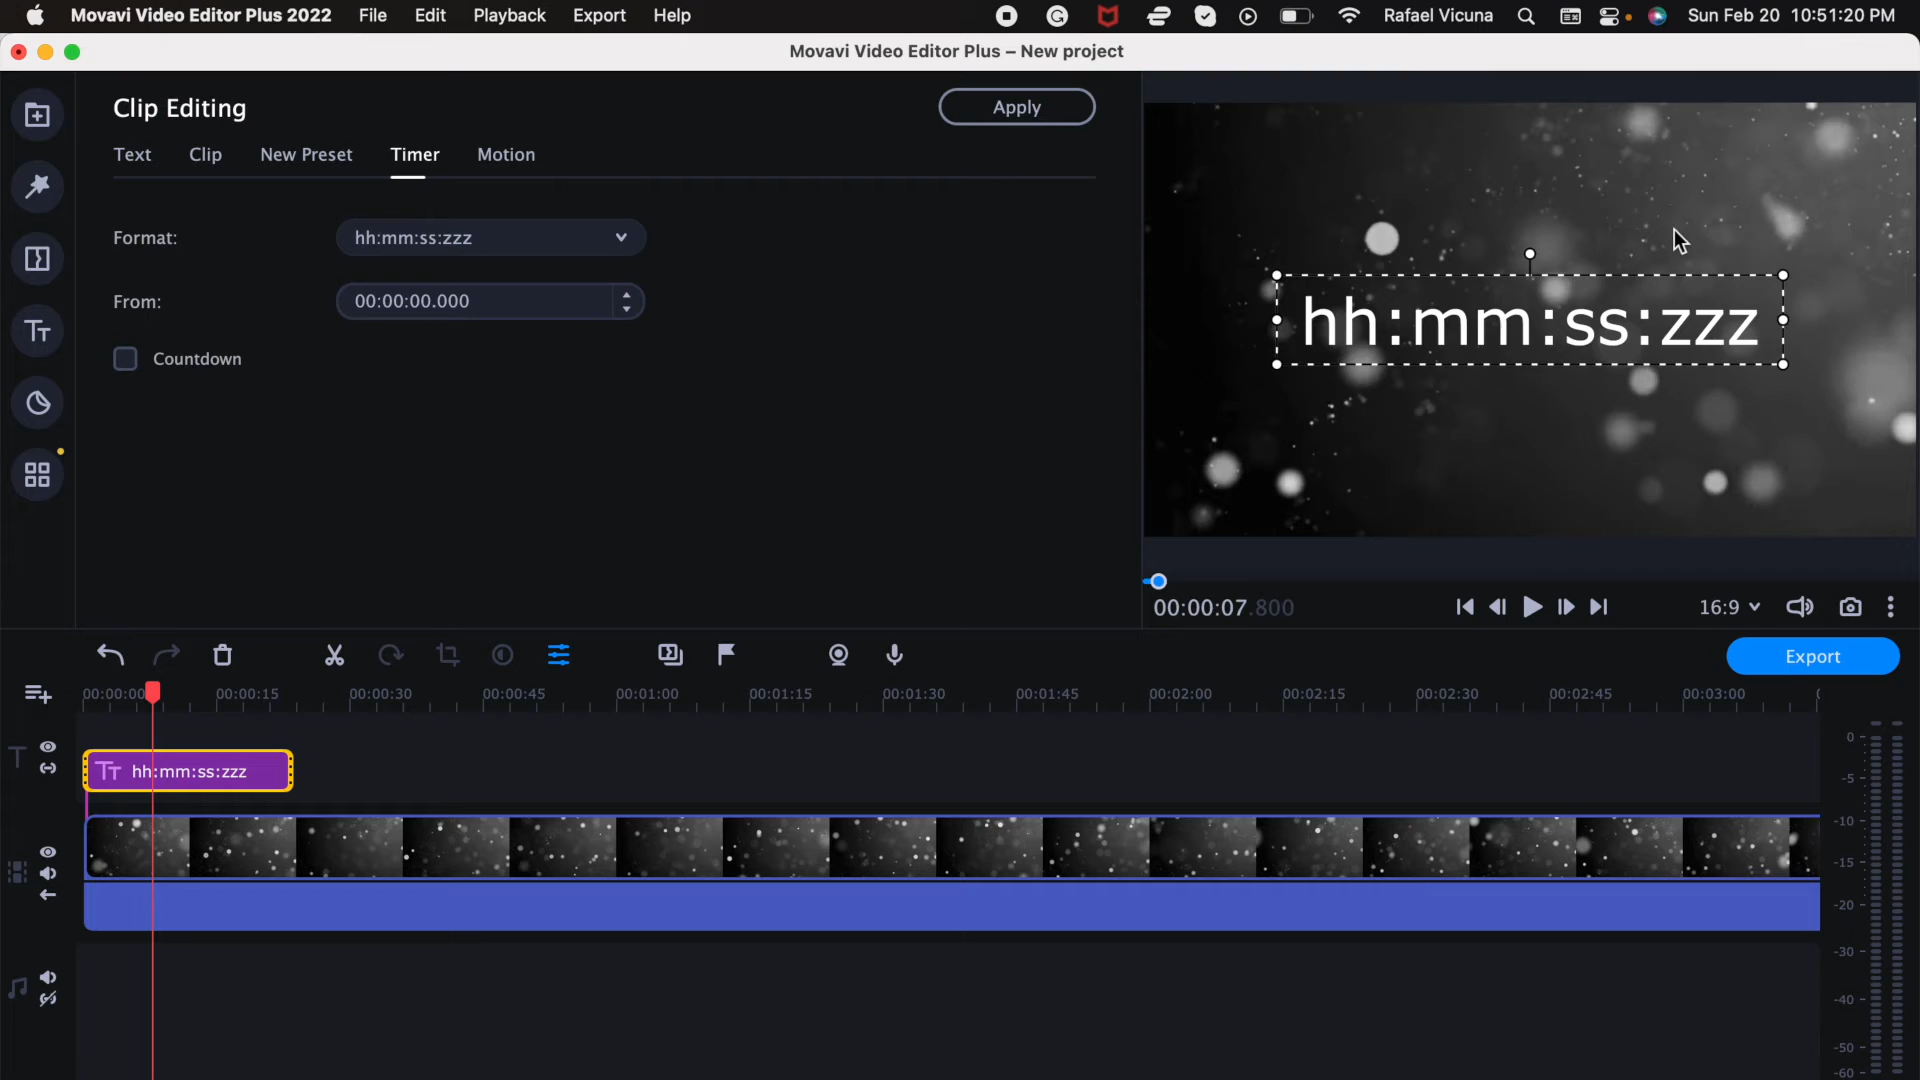 Movavi Video Editor Plus 2022 File Edit Playback Export Help Rafael Vicuna Sun Feb 20 10:51:20 PM
Movavi Video Editor Plus – New project
Clip Editing Apply
Text Clip New Preset Timer Motion
Format: hh:mm:ss:zzz
From: 00:00:00.000
Countdown
hh:mm:ss:zzz
00:00:07.800 16:9
Export
00:00:00 00:00:15 00:00:30 00:00:45 00:01:00 00:01:15 00:01:30 00:01:45 00:02:00 00:02:15 00:02:30 00:02:45 00:03:00
Tт hh:mm:ss:zzz
0
-5
-10
-15
-20
-30
-40
-50
-60